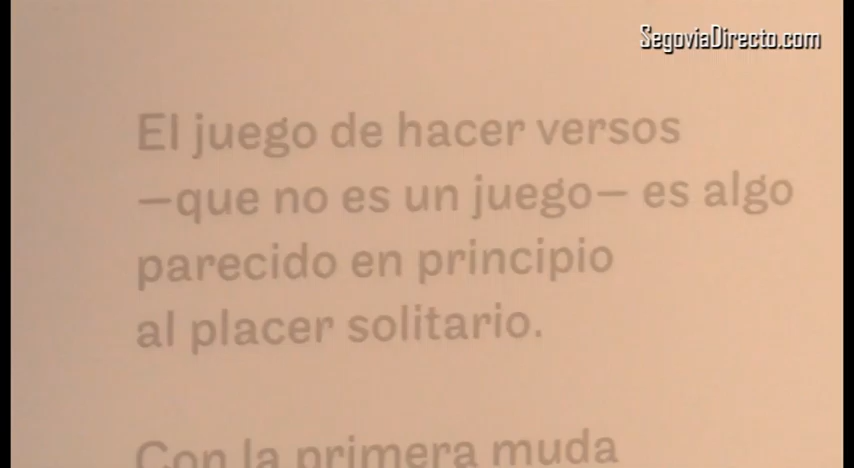 SegoviaDirecto.com
El juego de hacer versos
—que no es un juego— es algo
parecido en principio
al placer solitario.
Con la primera muda